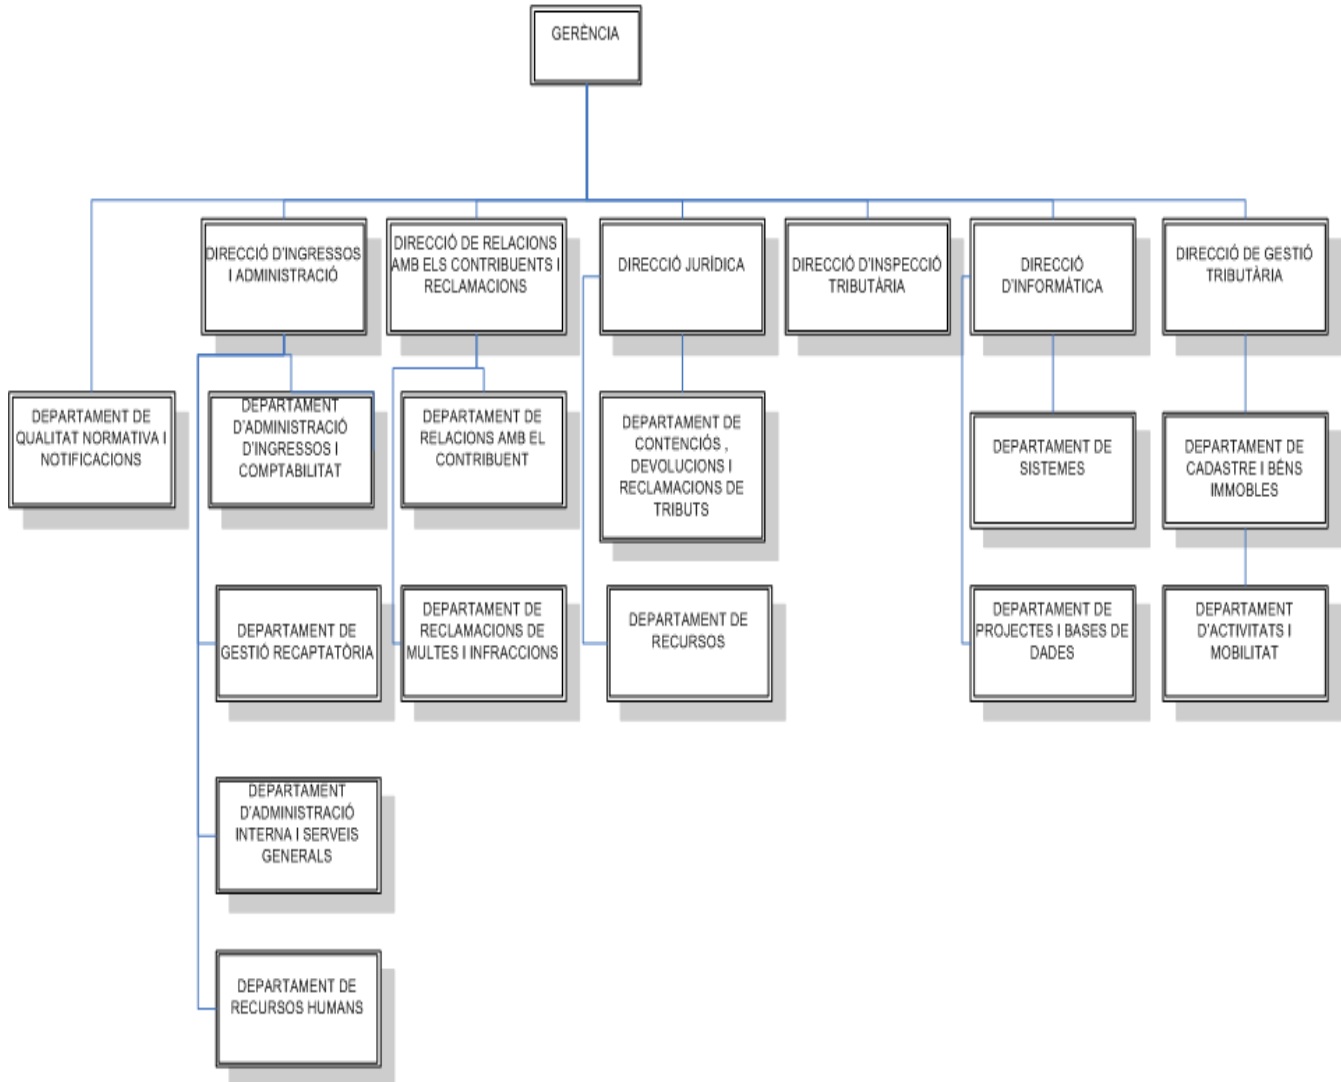 GERÈNCIA
DIRECCIÓ D'INGRESSOS
I ADMINISTRACIÓ
DIRECCIÓ DE RELACIONS
AMB ELS CONTRIBUENTS I
RECLAMACIONS
DIRECCIÓ JURÍDICA
DIRECCIÓ D'INSPECCIÓ
TRIBUTÀRIA
DIRECCIÓ
D'INFORMÀTICA
DIRECCIÓ DE GESTIÓ
TRIBUTÀRIA
DEPARTAMENT DE
QUALITAT NORMATIVA I
NOTIFICACIONS
DEPARTAMENT
D'ADMINISTRACIÓ
D'INGRESSOS I
COMPTABILITAT
DEPARTAMENT DE
RELACIONS AMB EL
CONTRIBUENT
DEPARTAMENT DE
CONTENCIÓS ,
DEVOLUCIONS I
RECLAMACIONS DE
TRIBUTS
DEPARTAMENT DE
SISTEMES
DEPARTAMENT DE
CADASTRE I BÉNS
IMMOBLES
DEPARTAMENT DE
GESTIÓ RECAPTATÒRIA
DEPARTAMENT DE
RECLAMACIONS DE
MULTES I INFRACCIONS
DEPARTAMENT DE
RECURSOS
DEPARTAMENT DE
PROJECTES I BASES DE
DADES
DEPARTAMENT
D'ACTIVITATS I
MOBILITAT
DEPARTAMENT
D'ADMINISTRACIÓ
INTERNA I SERVEIS
GENERALS
DEPARTAMENT DE
RECURSOS HUMANS